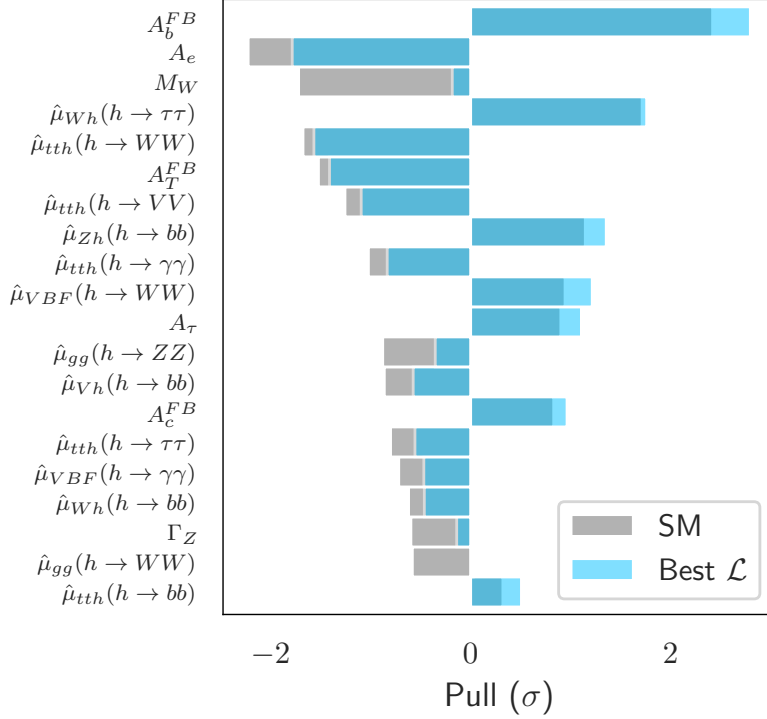 $A_b^{FB}$
$A_e$
$M_W$
$\hat{\mu}_{Wh}(h \to \tau\tau)$
$\hat{\mu}_{tth}(h \to WW)$
$A_T^{FB}$
$\hat{\mu}_{tth}(h \to VV)$
$\hat{\mu}_{Zh}(h \to bb)$
$\hat{\mu}_{tth}(h \to \gamma\gamma)$
$\hat{\mu}_{VBF}(h \to WW)$
$A_\tau$
$\hat{\mu}_{gg}(h \to ZZ)$
$\hat{\mu}_{Vh}(h \to bb)$
$A_c^{FB}$
$\hat{\mu}_{tth}(h \to \tau\tau)$
$\hat{\mu}_{VBF}(h \to \gamma\gamma)$
$\hat{\mu}_{Wh}(h \to bb)$
$\Gamma_Z$
$\hat{\mu}_{gg}(h \to WW)$
$\hat{\mu}_{tth}(h \to bb)$
SM
Best $\mathcal{L}$
−2 0 2
Pull ($\sigma$)